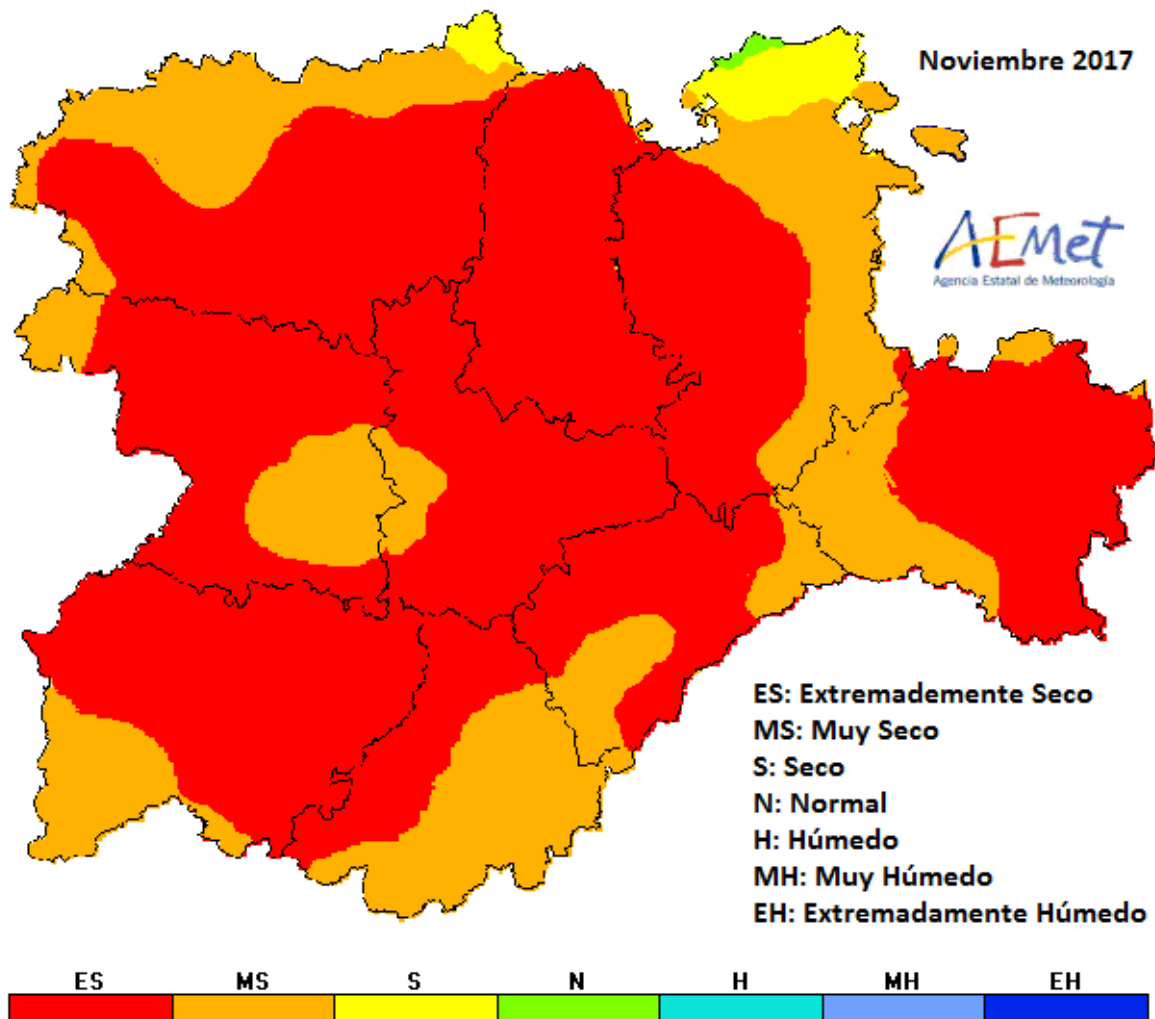 Noviembre 2017
AEMet
Agencia Estatal de Meteorología
ES: Extremademente Seco
MS: Muy Seco
S: Seco
N: Normal
H: Húmedo
MH: Muy Húmedo
EH: Extremadamente Húmedo
ES MS S N H MH EH